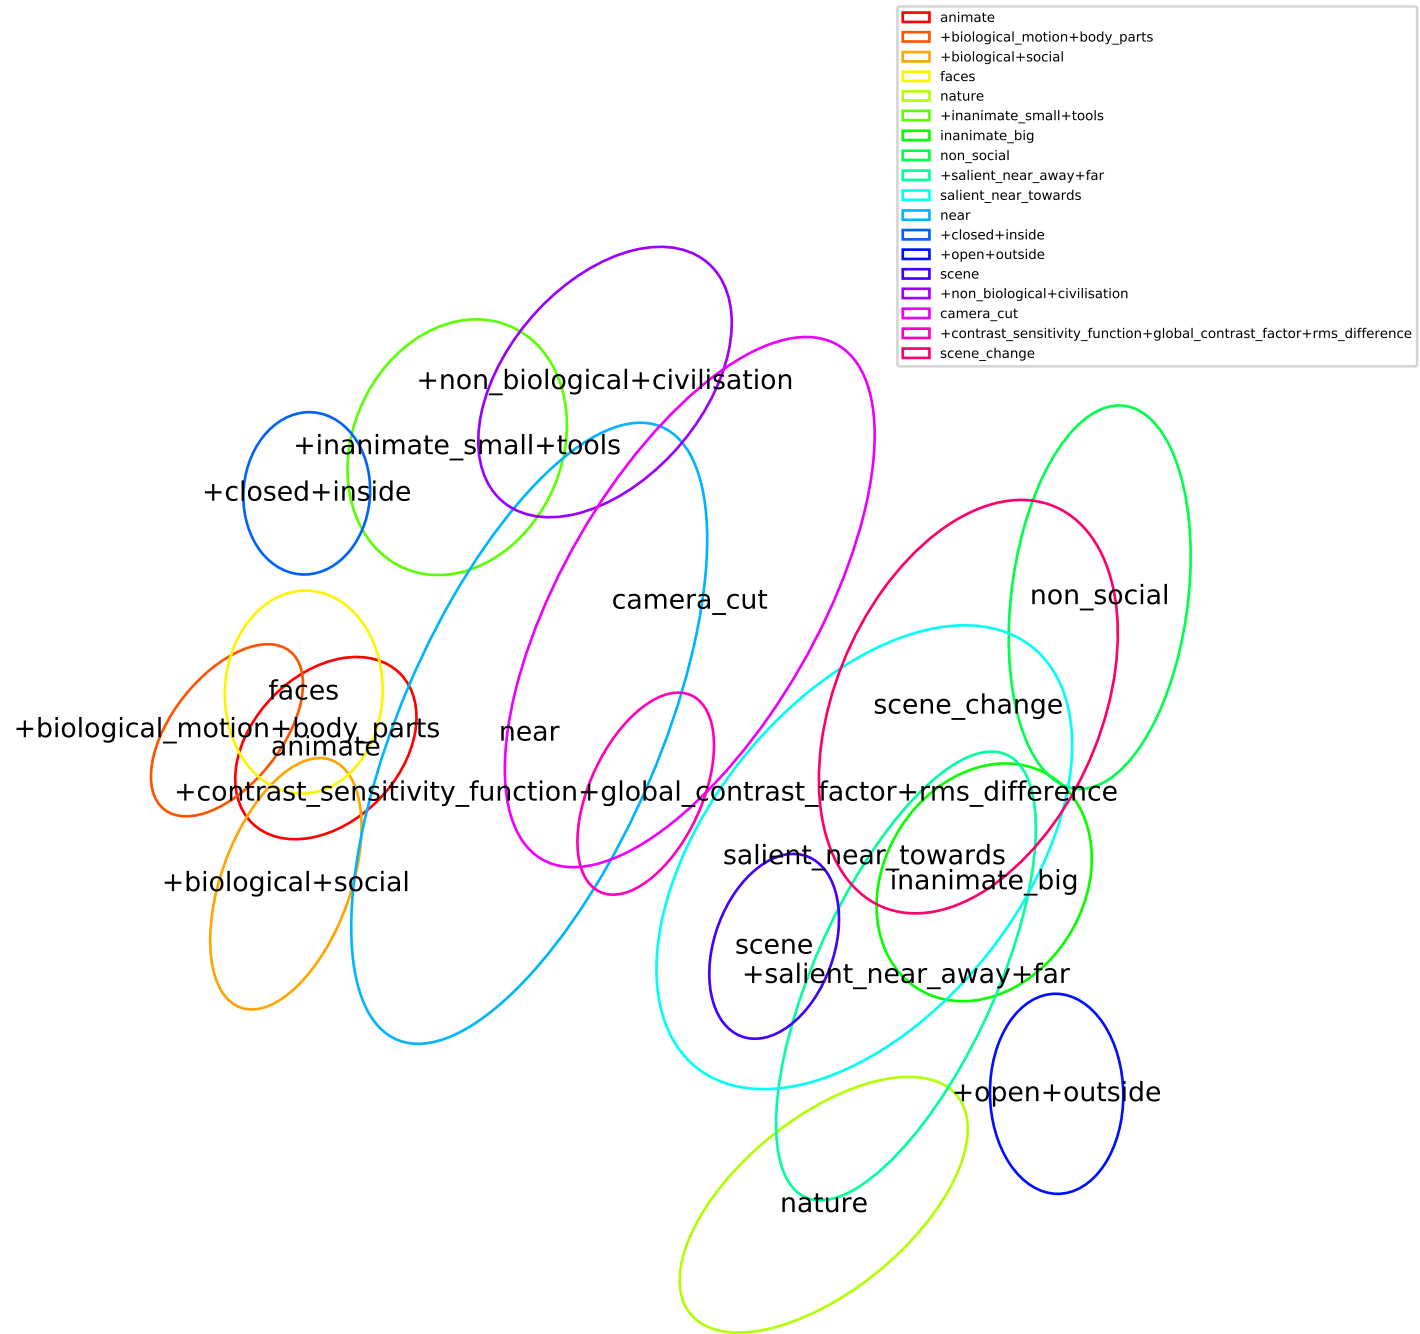 animate
+biological_motion+body_parts
+biological+social
faces
nature
+inanimate_small+tools
inanimate_big
non_social
+salient_near_away+far
salient_near_towards
near
+closed+inside
+open+outside
scene
+non_biological+civilisation
camera_cut
+contrast_sensitivity_function+global_contrast_factor+rms_difference
scene_change
+non_biological+civilisation
+inanimate_small+tools
+closed+inside
camera_cut
non_social
faces
scene_change
+biological_motion+body_parts
near
animate
+contrast_sensitivity_function+global_contrast_factor+rms_difference
salient_near_towards
inanimate_big
+biological+social
scene
+salient_near_away+far
+open+outside
nature